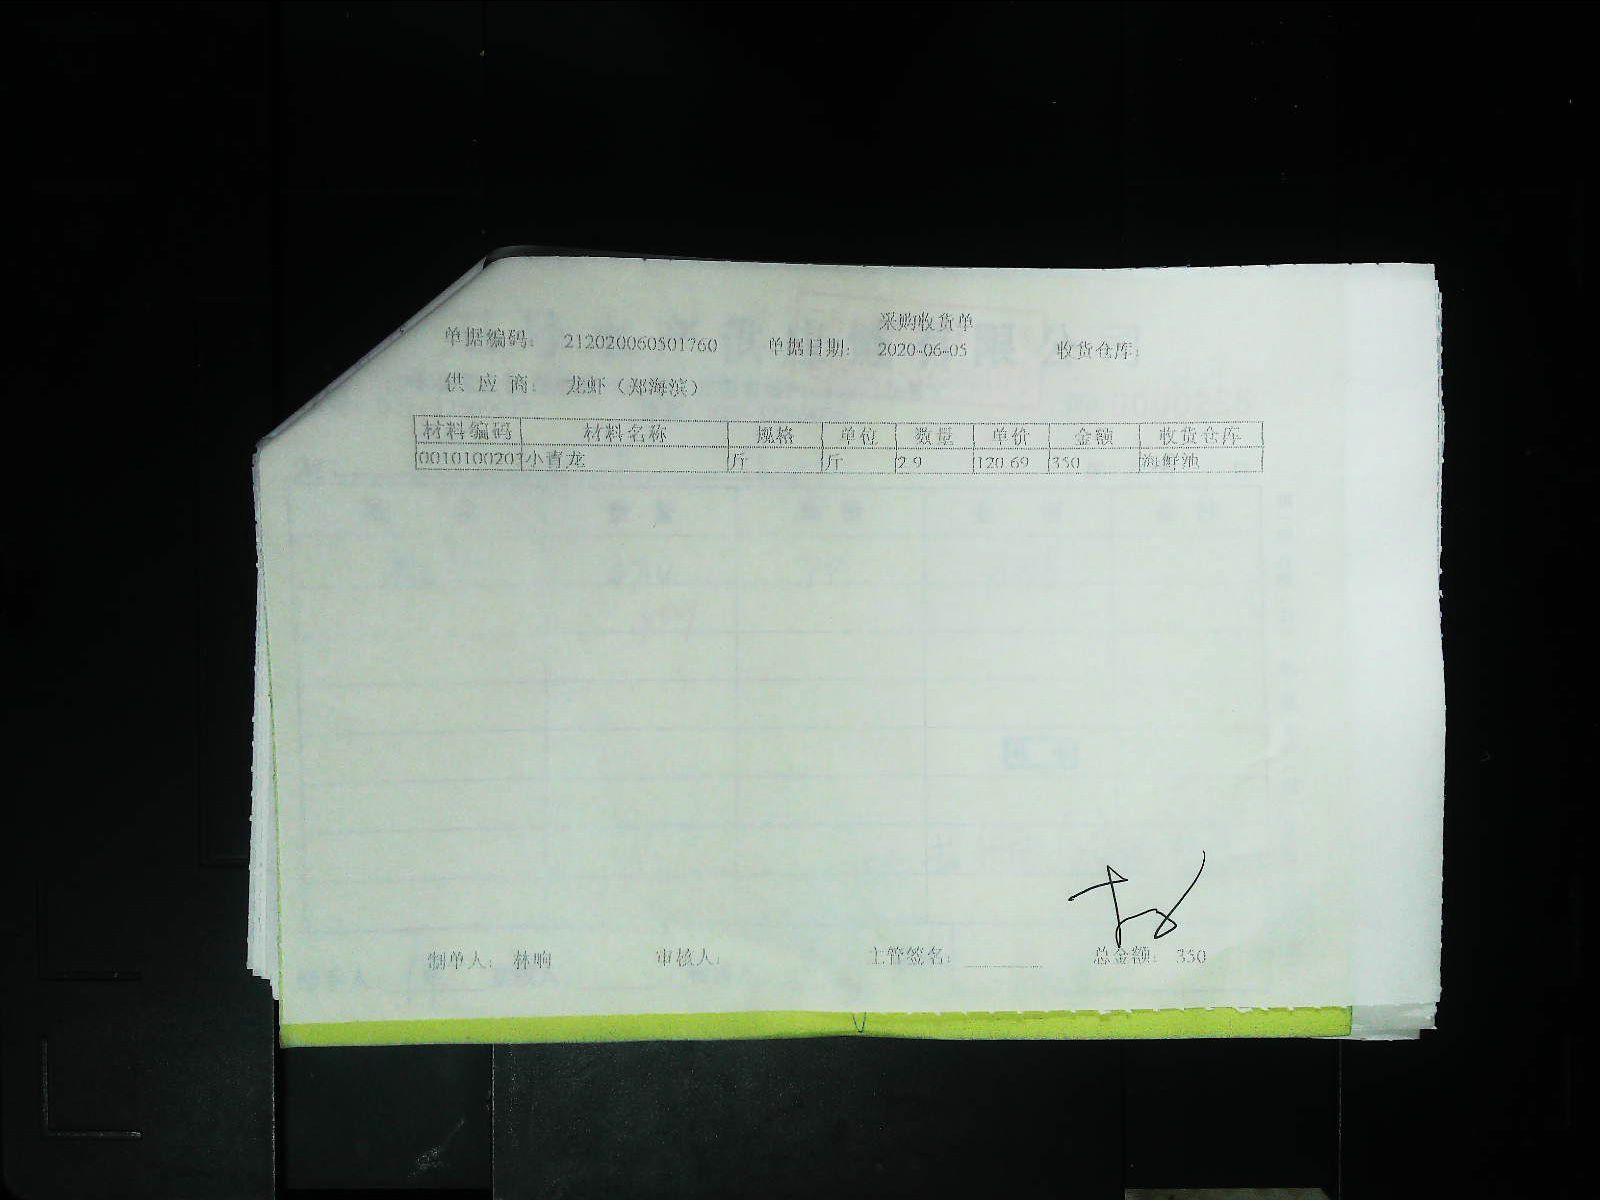 采购收货单
单据编码: 212020060501760 单据日期: 2020-06-05 收货仓库:
供 应 商: 龙虾（郑海滨）
材料编码 材料名称 规格 单位 数量 单价 金额 收货仓库
小青龙 斤 斤 2.9 120.69 350 海鲜池
制单人: 林响 审核人: 主管签名: 总金额: 350